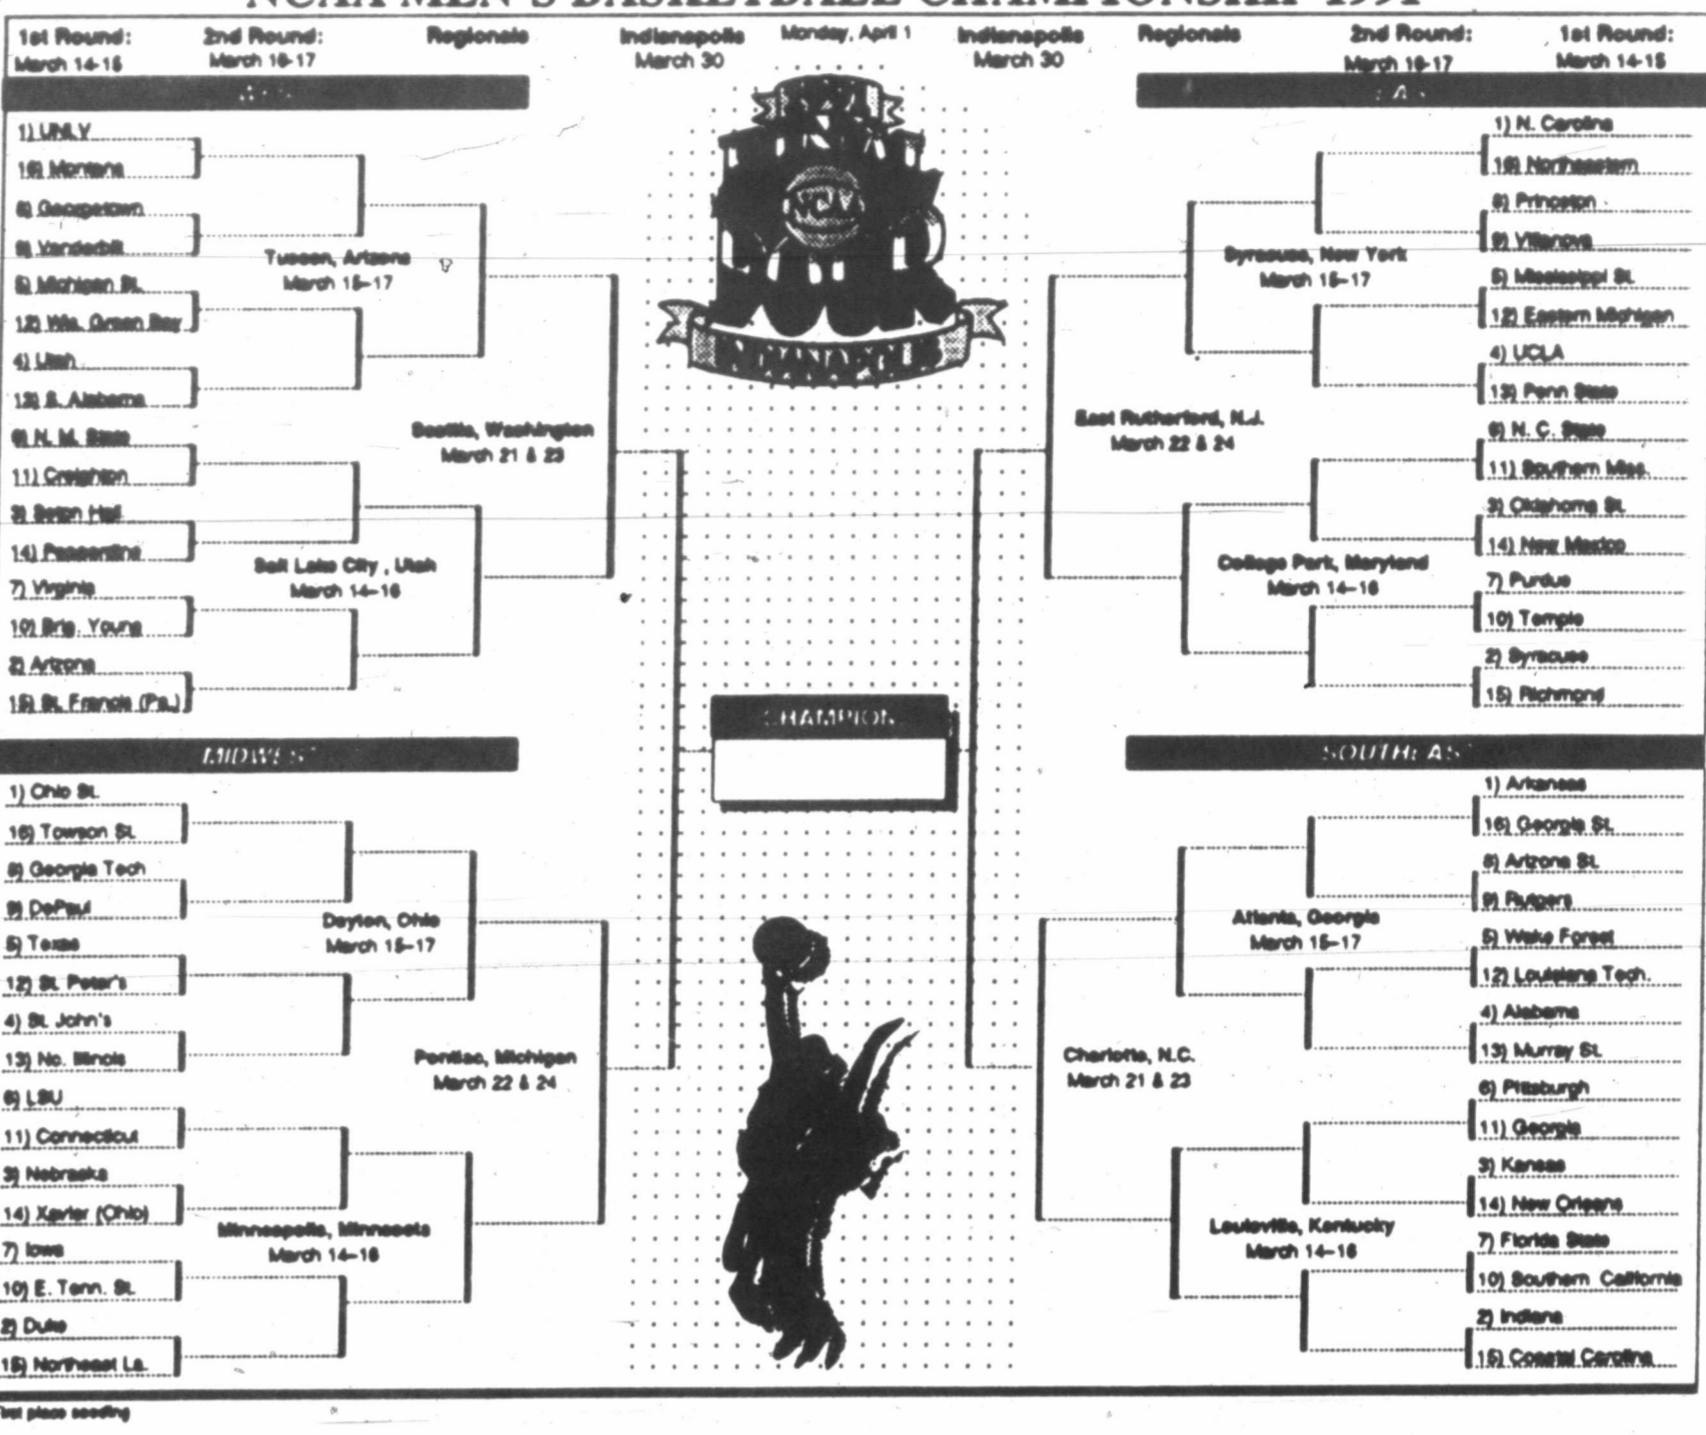 NCAA MEN'S BASKETBALL CHAMPIONSHIP 1991
1st Round:
March 14-15
2nd Round:
March 16-17
Regionals
Indianapolis
March 30
Monday, April 1
Indianapolis
March 30
Regionals
2nd Round:
March 16-17
1st Round:
March 14-15
1) UNLV
16) Montana
8) Georgetown
9) Vanderbilt
Tucson, Arizona
March 15-17
5) Michigan St.
12) Wis. Green Bay
4) Utah
13) S. Alabama
Seattle, Washington
March 21 & 23
6) N. M. State
11) Creighton
3) Seton Hall
14) Pepperdine
Salt Lake City, Utah
March 14-16
7) Virginia
10) Brig. Young
2) Arizona
15) St. Francis (Pa.)
NCAA
INDIANAPOLIS
EAST
1) N. Carolina
16) Northeastern
8) Princeton
9) Villanova
Syracuse, New York
March 15-17
5) Mississippi St.
12) Eastern Michigan
4) UCLA
13) Penn State
East Rutherford, N.J.
March 22 & 24
6) N. C. State
11) Southern Miss.
3) Oklahoma St.
14) New Mexico
College Park, Maryland
March 14-16
7) Purdue
10) Temple
2) Syracuse
15) Richmond
CHAMPION
MIDWEST
1) Ohio St.
16) Towson St.
8) Georgia Tech
9) DePaul
Dayton, Ohio
March 15-17
5) Texas
12) St. Peter's
4) St. John's
13) No. Illinois
Pontiac, Michigan
March 22 & 24
6) LSU
11) Connecticut
3) Nebraska
14) Xavier (Ohio)
Minneapolis, Minnesota
March 14-16
7) Iowa
10) E. Tenn. St.
2) Duke
15) Northeast La.
SOUTHEAST
1) Arkansas
16) Georgia St.
8) Arizona St.
9) Rutgers
Atlanta, Georgia
March 15-17
5) Wake Forest
12) Louisiana Tech.
4) Alabama
13) Murray St.
Charlotte, N.C.
March 21 & 23
6) Pittsburgh
11) Georgia
3) Kansas
14) New Orleans
Louisville, Kentucky
March 14-16
7) Florida State
10) Southern California
2) Indiana
15) Coastal Carolina
first place seeding